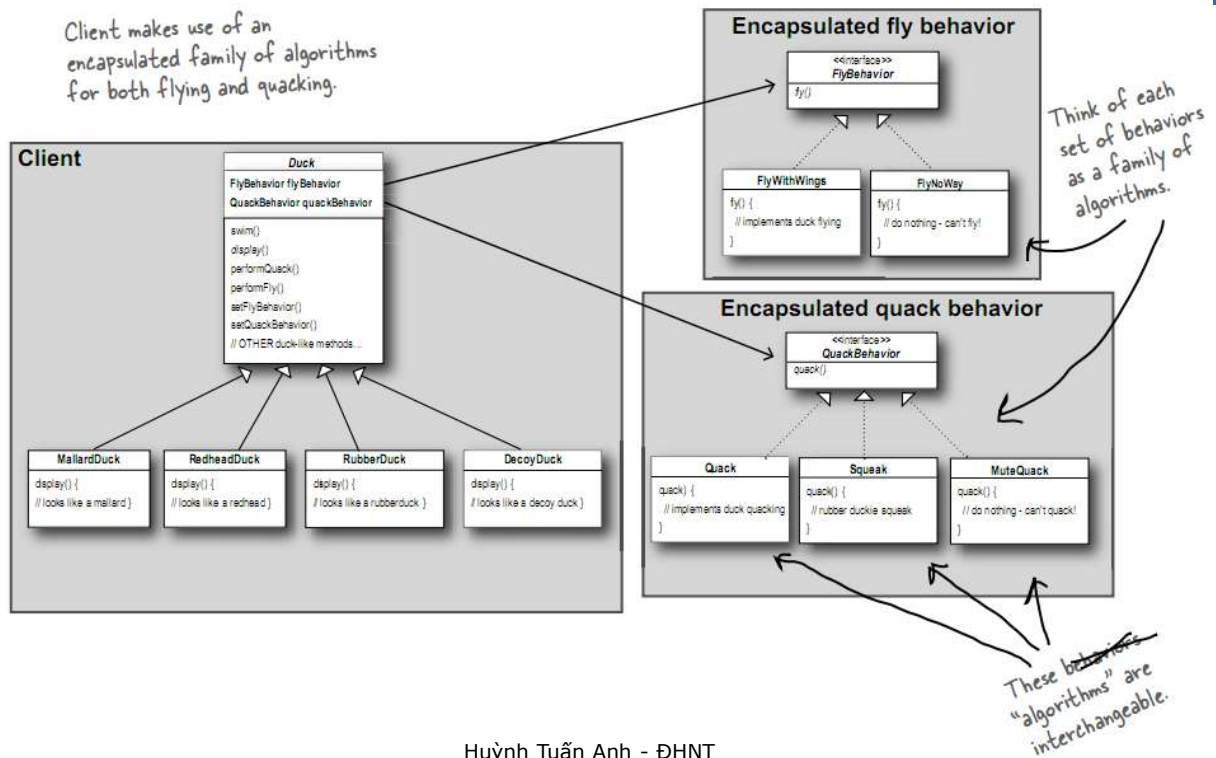 Client makes use of an
encapsulated family of algorithms
for both flying and quacking.
Client
Duck
FlyBehavior flyBehavior
QuackBehavior quackBehavior
swim()
display()
performQuack()
performFly()
setFlyBehavior()
setQuackBehavior()
// OTHER duck-like methods...
MallardDuck
display() {
// looks like a mallard }
RedheadDuck
display() {
// looks like a redhead }
RubberDuck
display() {
// looks like a rubberduck }
DecoyDuck
display() {
// looks like a decoy duck }
Encapsulated fly behavior
<<interface>>
FlyBehavior
fly()
FlyWithWings
fly() {
// implements duck flying
}
FlyNoWay
fly() {
// do nothing - can't fly!
}
Think of each
set of behaviors
as a family of
algorithms.
Encapsulated quack behavior
<<interface>>
QuackBehavior
quack()
Quack
quack) {
// implements duck quacking
}
Squeak
quack() {
// rubber duckie squeak
}
MuteQuack
quack() {
// do nothing - can't quack!
}
These behaviors
"algorithms" are
interchangeable.
Huỳnh Tuấn Anh - ĐHNT